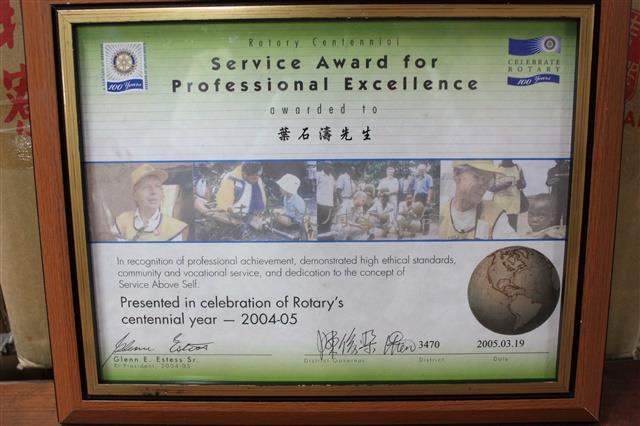 Rotary Centennial
Service Award for
Professional Excellence
awarded to
葉石濤先生
100 Years
CELEBRATE
ROTARY
100 Years
In recognition of professional achievement, demonstrated high ethical standards,
community and vocational service, and dedication to the concept of
Service Above Self.
Presented in celebration of Rotary's
centennial year — 2004-05
Glenn E. Estess Sr.
RI President, 2004-05
District Governor
3470
District
2005.03.19
Date